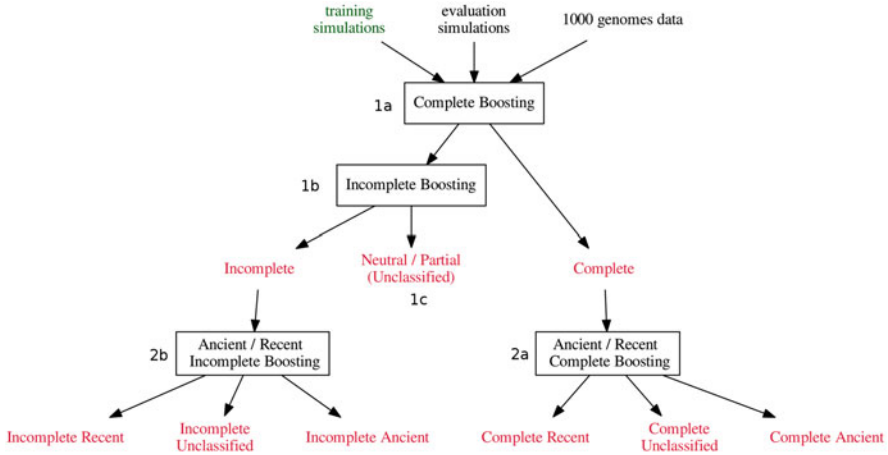 training
simulations
evaluation
simulations
1000 genomes data
1a
Complete Boosting
1b
Incomplete Boosting
Incomplete
Neutral / Partial
(Unclassified)
1c
Complete
2b
Ancient / Recent
Incomplete Boosting
2a
Ancient / Recent
Complete Boosting
Incomplete Recent
Incomplete
Unclassified
Incomplete Ancient
Complete Recent
Complete
Unclassified
Complete Ancient